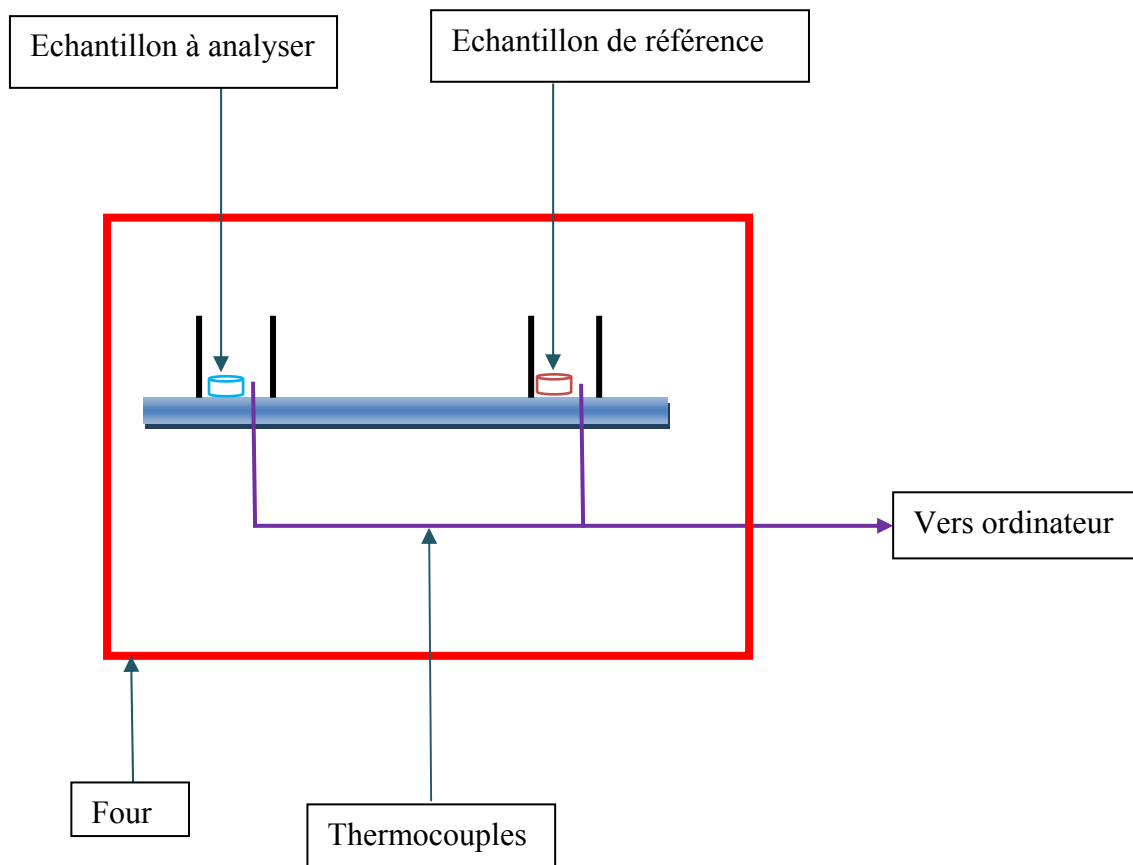 Echantillon à analyser
Echantillon de référence
Vers ordinateur
Four
Thermocouples